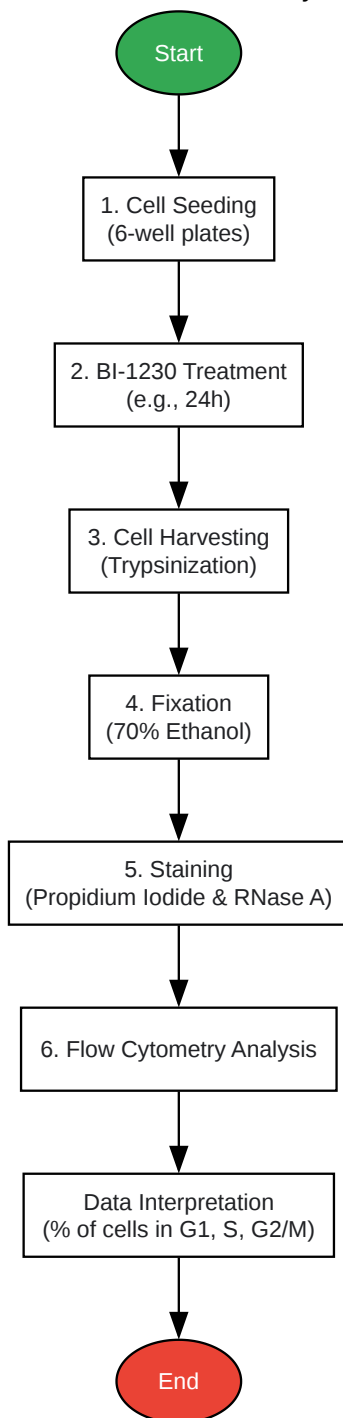 Start
1. Cell Seeding
(6-well plates)
2. BI-1230 Treatment
(e.g., 24h)
3. Cell Harvesting
(Trypsinization)
4. Fixation
(70% Ethanol)
5. Staining
(Propidium Iodide & RNase A)
6. Flow Cytometry Analysis
Data Interpretation
(% of cells in G1, S, G2/M)
End